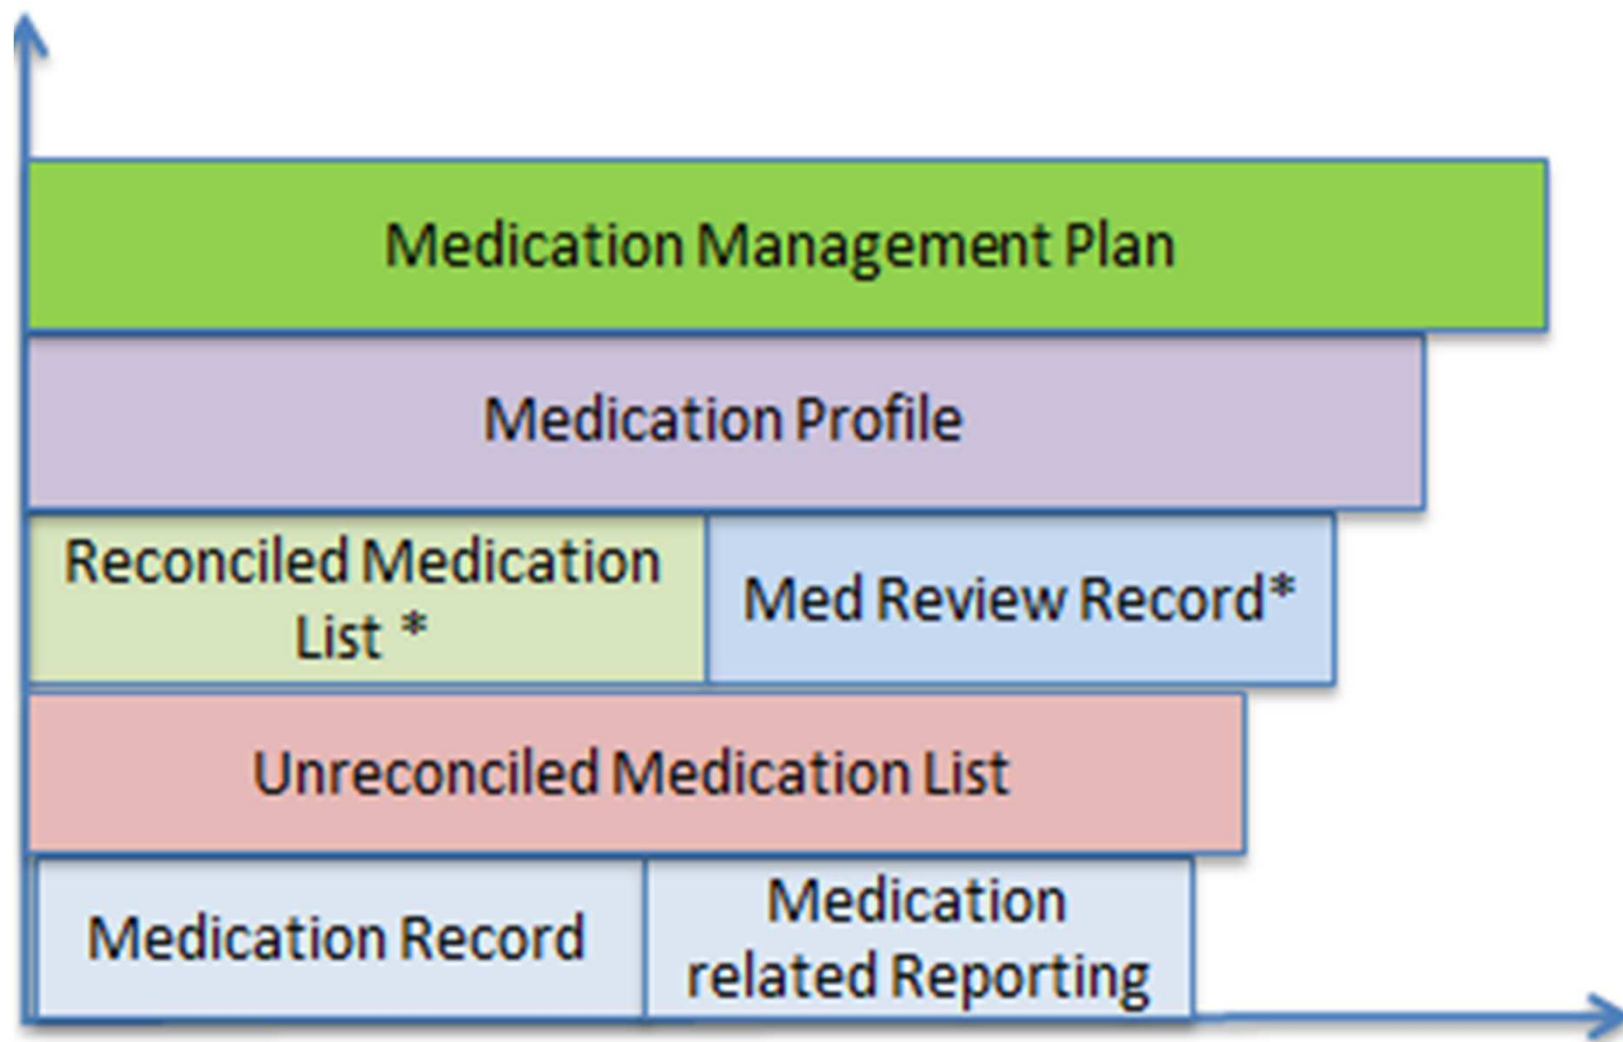 Medication Management Plan
Medication Profile
Reconciled Medication
List *
Med Review Record*
Unreconciled Medication List
Medication Record
Medication
related Reporting